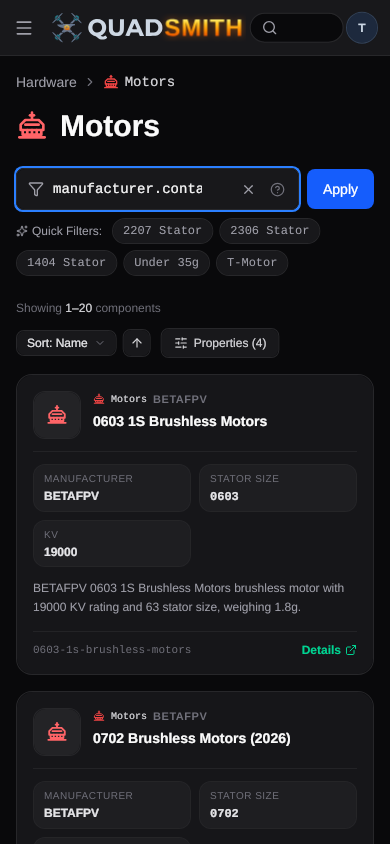 QUADSMITH
T
Hardware > Motors
Motors
manufacturer.conta
Apply
Quick Filters: 2207 Stator 2306 Stator
1404 Stator Under 35g T-Motor
Showing 1–20 components
Sort: Name Properties (4)
Motors BETAFPV
0603 1S Brushless Motors
MANUFACTURER STATOR SIZE
BETAFPV 0603
KV
19000
BETAFPV 0603 1S Brushless Motors brushless motor with
19000 KV rating and 63 stator size, weighing 1.8g.
0603-1s-brushless-motors Details
Motors BETAFPV
0702 Brushless Motors (2026)
MANUFACTURER STATOR SIZE
BETAFPV 0702